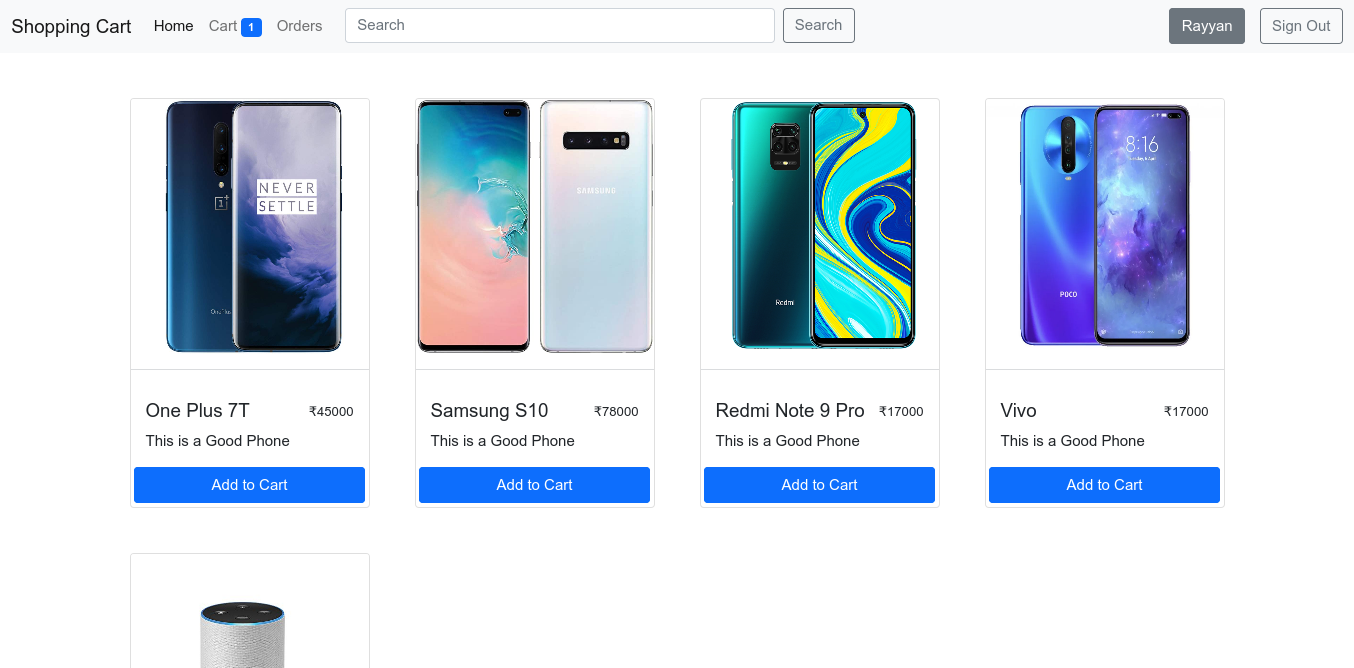 Shopping Cart Home Cart 1 Orders Search Search Rayyan Sign Out
NEVER
SETTLE
OnePlus
SAMSUNG
Redmi
8:16
POCO
One Plus 7T ₹45000
This is a Good Phone
Add to Cart
Samsung S10 ₹78000
This is a Good Phone
Add to Cart
Redmi Note 9 Pro ₹17000
This is a Good Phone
Add to Cart
Vivo ₹17000
This is a Good Phone
Add to Cart